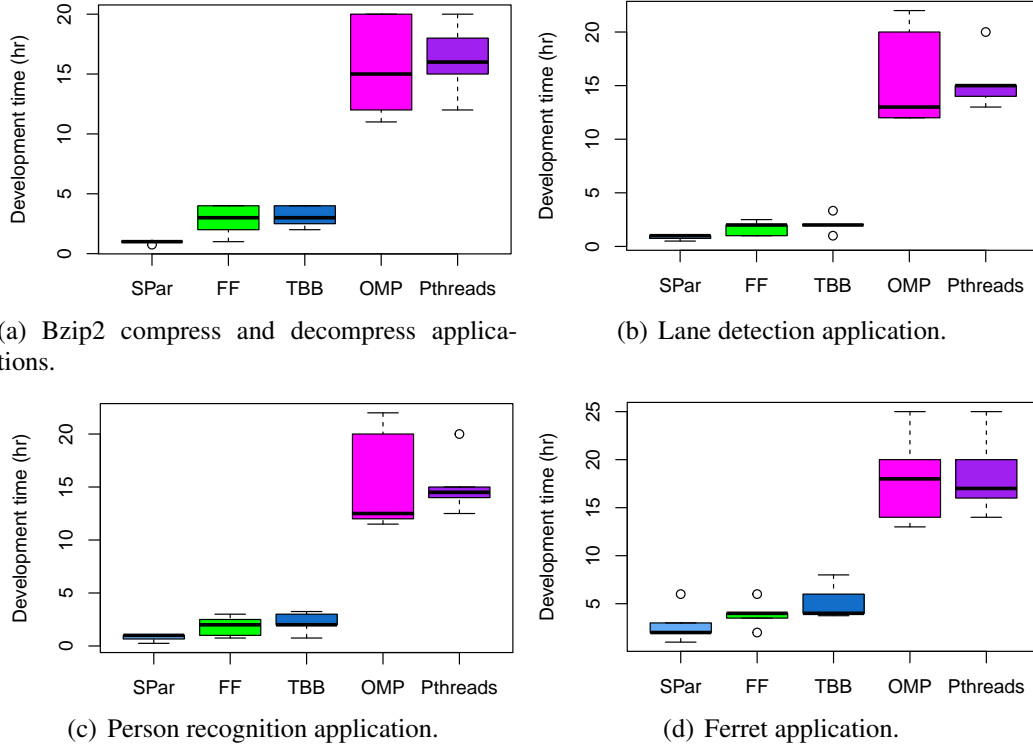 Development time (hr)
0 5 10 15 20
SPar FF TBB OMP Pthreads
(a) Bzip2 compress and decompress applica-
tions.
Development time (hr)
0 5 10 15 20
SPar FF TBB OMP Pthreads
(b) Lane detection application.
Development time (hr)
0 5 10 15 20
SPar FF TBB OMP Pthreads
(c) Person recognition application.
Development time (hr)
5 10 15 20 25
SPar FF TBB OMP Pthreads
(d) Ferret application.